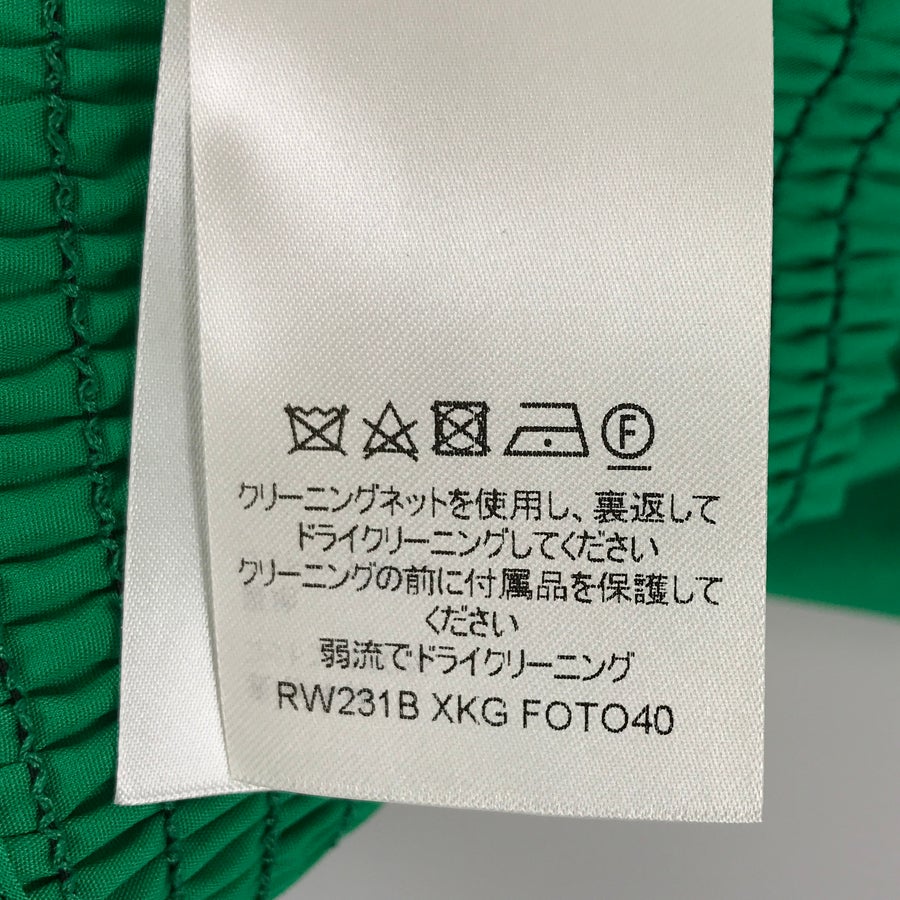 F
クリーニングネットを使用し、裏返して
ドライクリーニングしてください
クリーニングの前に付属品を保護して
ください
弱流でドライクリーニング
RW231B XKG FOTO40